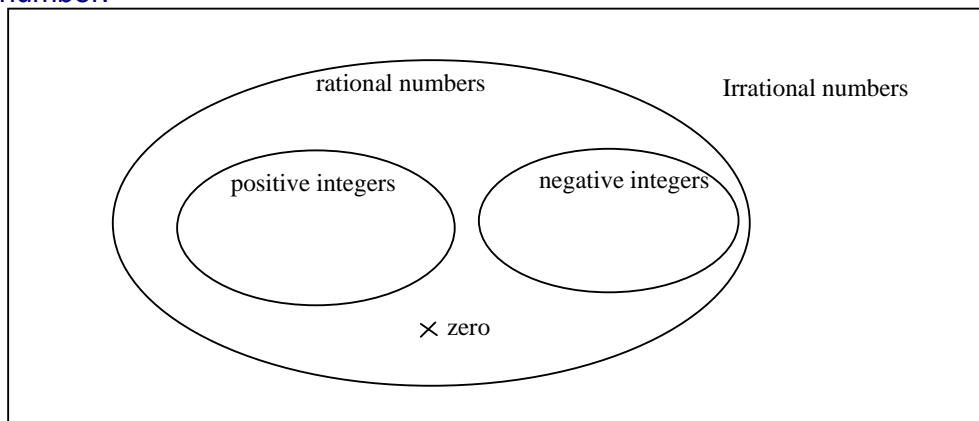 rational numbers
Irrational numbers
positive integers
negative integers
zero